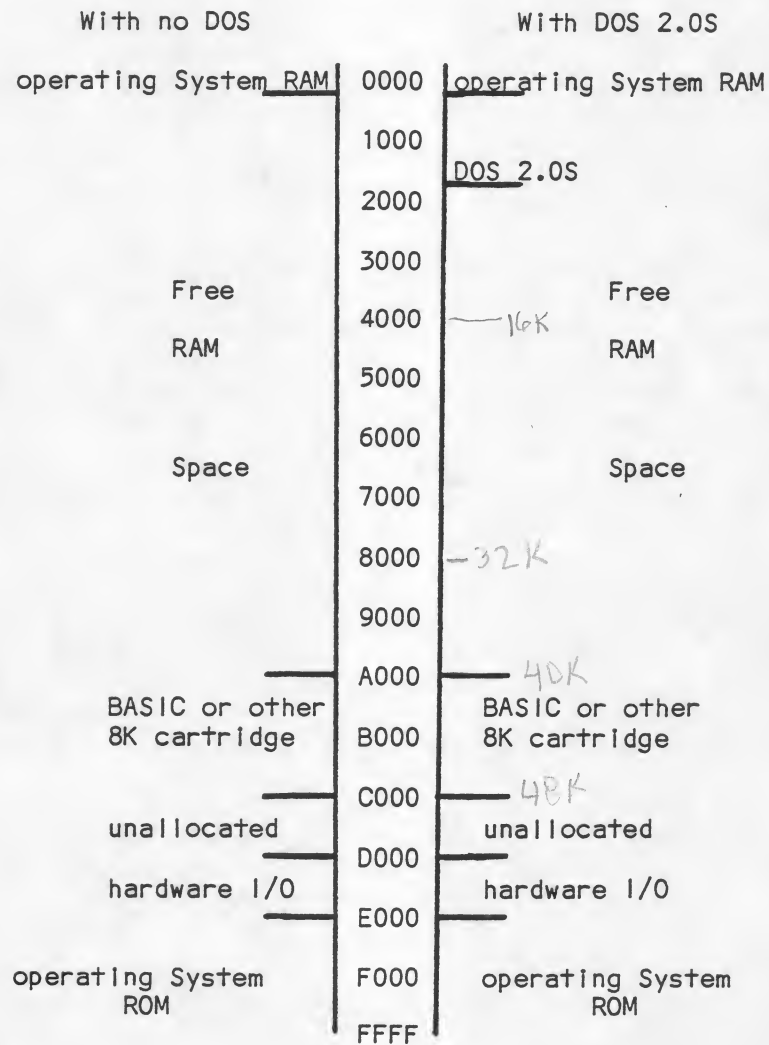 With no DOS With DOS 2.0S
operating System RAM 0000 operating System RAM
1000
DOS 2.0S
2000
3000
Free Free
4000 16K
RAM RAM
5000
6000
Space Space
7000
8000 32K
9000
A000 40K
BASIC or other BASIC or other
8K cartridge B000 8K cartridge
C000 48K
unallocated unallocated
D000
hardware I/O hardware I/O
E000
operating System F000 operating System
ROM ROM
FFFF